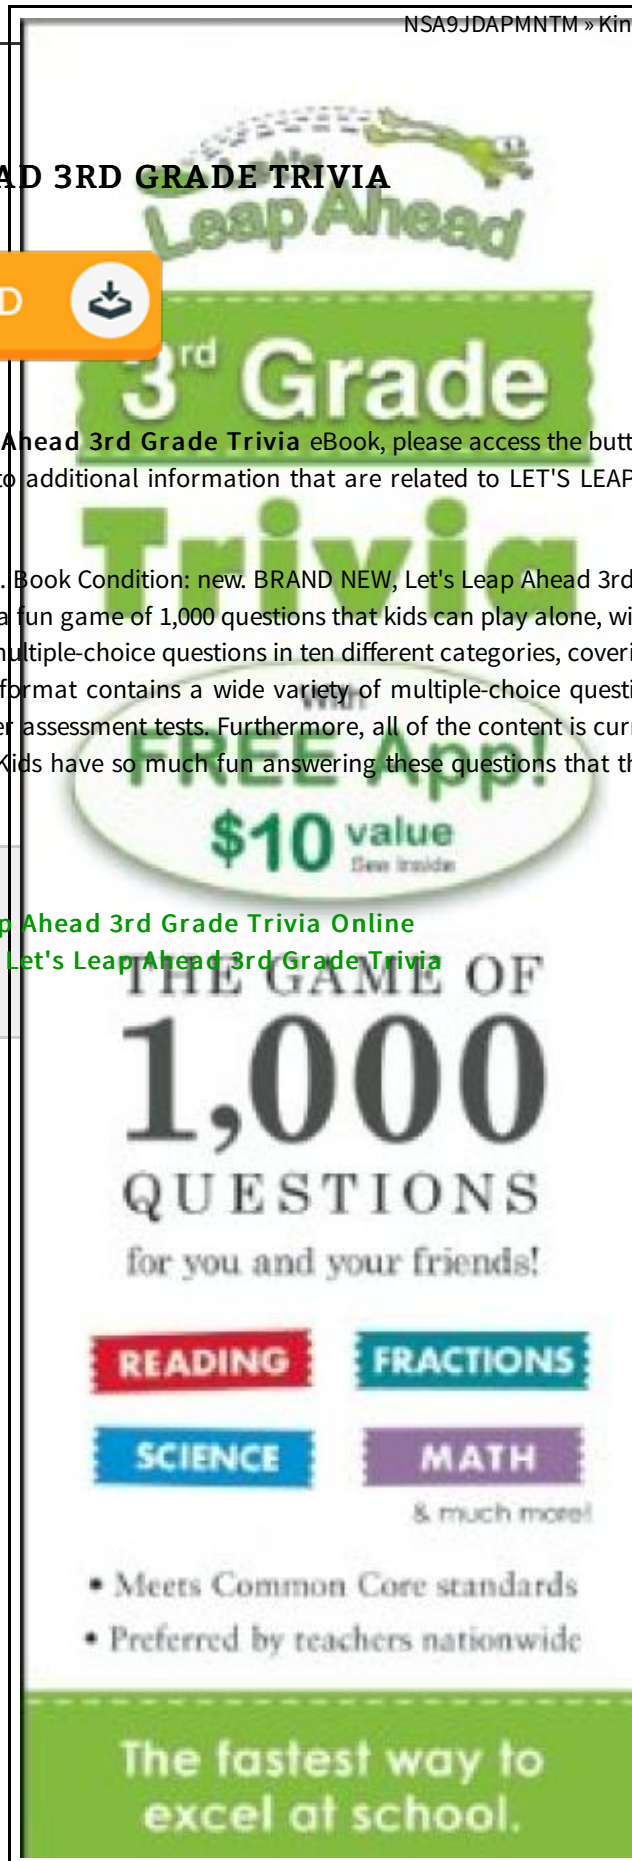 NSA9JDAPMNTM » Kin
AD 3RD GRADE TRIVIA
Let's
Leap Ahead
D
3rd Grade
Ahead 3rd Grade Trivia eBook, please access the butt
to additional information that are related to LET'S LEAP
Trivia
. Book Condition: new. BRAND NEW, Let's Leap Ahead 3rd
a fun game of 1,000 questions that kids can play alone, wi
multiple-choice questions in ten different categories, coveri
format contains a wide variety of multiple-choice questi
With
er assessment tests. Furthermore, all of the content is curr
FREE App!
Kids have so much fun answering these questions that th
$10 value
See inside
p Ahead 3rd Grade Trivia Online
Let's Leap Ahead 3rd Grade Trivia
THE GAME OF
1,000
QUESTIONS
for you and your friends!
READING FRACTIONS
SCIENCE MATH
& much more!
• Meets Common Core standards
• Preferred by teachers nationwide
The fastest way to
excel at school.